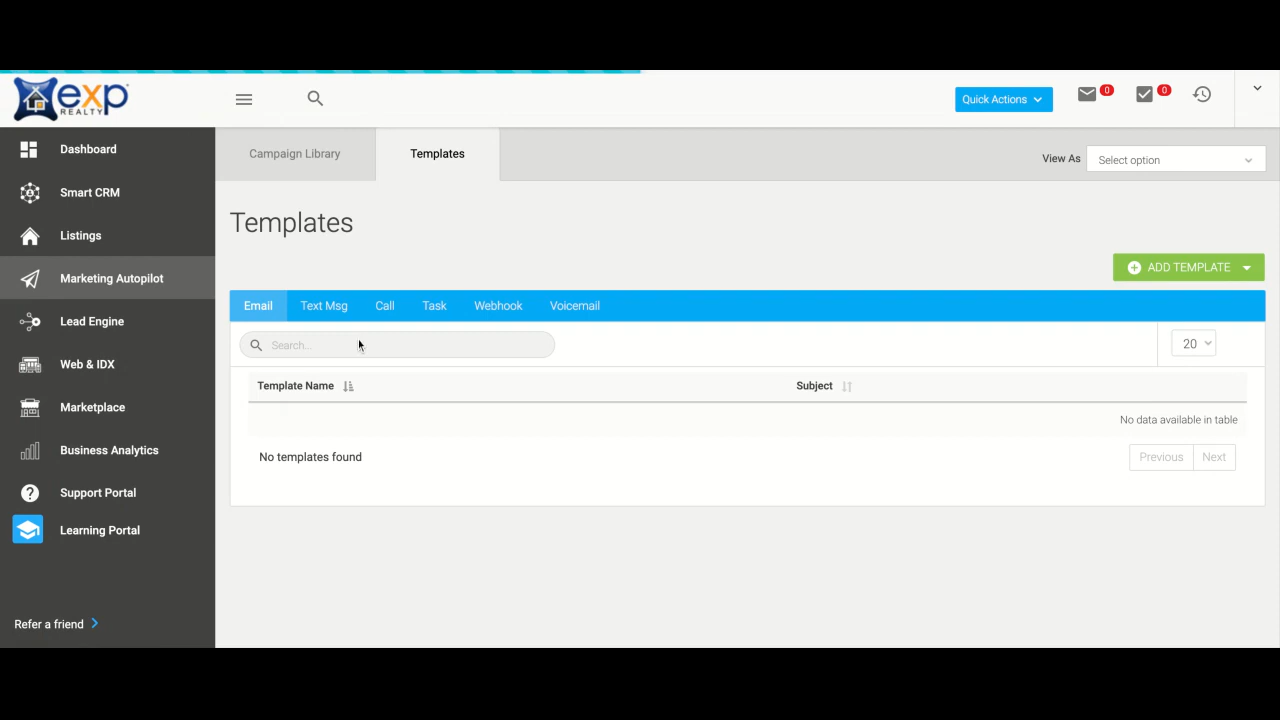 exp
REALTY
Quick Actions
0
0
Dashboard
Smart CRM
Listings
Marketing Autopilot
Lead Engine
Web & IDX
Marketplace
Business Analytics
Support Portal
Learning Portal
Refer a friend
Campaign Library
Templates
View As
Select option
Templates
ADD TEMPLATE
Email Text Msg Call Task Webhook Voicemail
Search...
20
Template Name Subject
No data available in table
No templates found
Previous Next